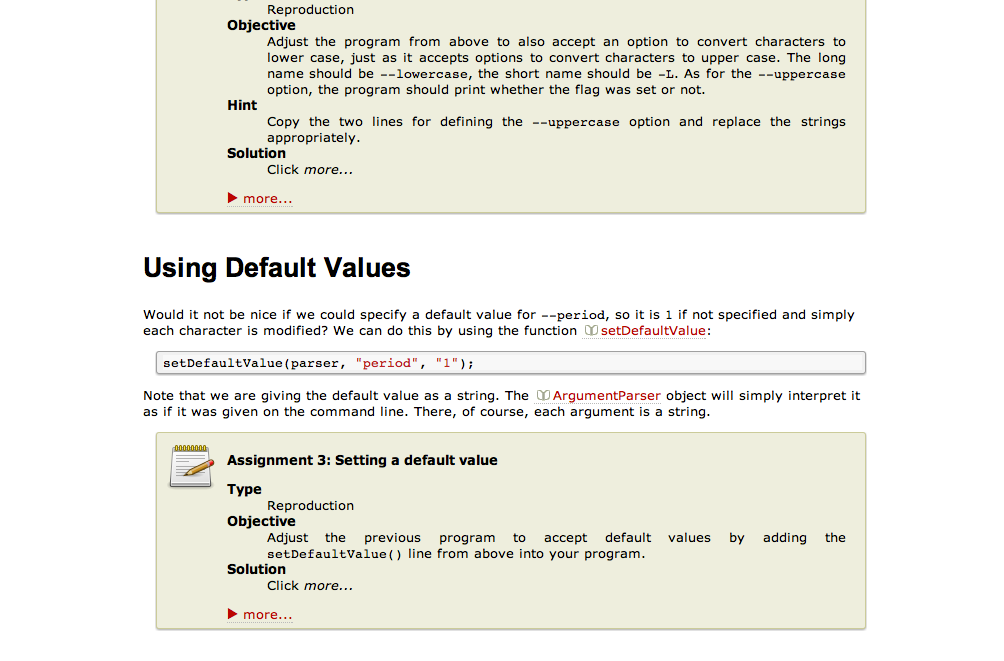 Reproduction
Objective
Adjust the program from above to also accept an option to convert characters to
lower case, just as it accepts options to convert characters to upper case. The long
name should be --lowercase, the short name should be -L. As for the --uppercase
option, the program should print whether the flag was set or not.
Hint
Copy the two lines for defining the --uppercase option and replace the strings
appropriately.
Solution
Click more...
more...
Using Default Values
Would it not be nice if we could specify a default value for --period, so it is 1 if not specified and simply
each character is modified? We can do this by using the function setDefaultValue:
setDefaultValue(parser, "period", "1");
Note that we are giving the default value as a string. The ArgumentParser object will simply interpret it
as if it was given on the command line. There, of course, each argument is a string.
Assignment 3: Setting a default value
Type
Reproduction
Objective
Adjust the previous program to accept default values by adding the
setDefaultValue() line from above into your program.
Solution
Click more...
more...